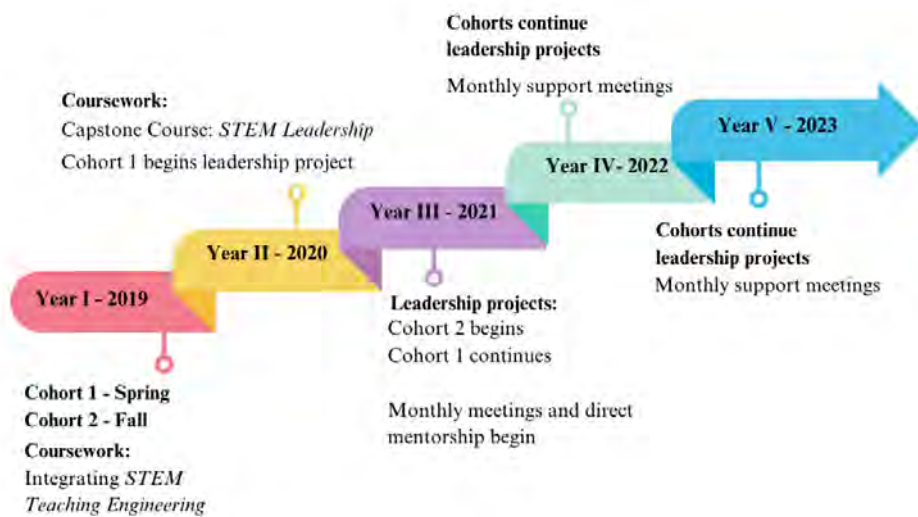 Cohorts continue
leadership projects
Monthly support meetings
Coursework:
Capstone Course: STEM Leadership
Cohort 1 begins leadership project
Year V - 2023
Year IV- 2022
Year III - 2021
Year II - 2020
Year I - 2019
Cohorts continue
leadership projects
Monthly support meetings
Leadership projects:
Cohort 2 begins
Cohort 1 continues
Monthly meetings and direct
mentorship begin
Cohort 1 - Spring
Cohort 2 - Fall
Coursework:
Integrating STEM
Teaching Engineering